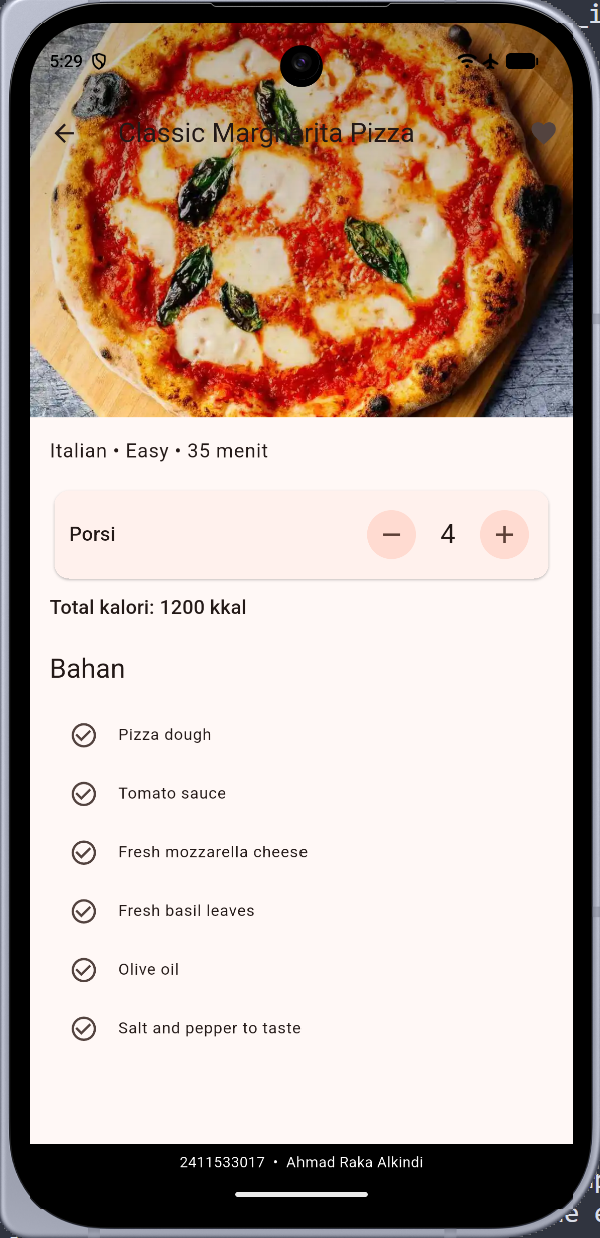 5:29
Classic Margherita Pizza
Italian • Easy • 35 menit
Porsi
4
Total kalori: 1200 kkal
Bahan
Pizza dough
Tomato sauce
Fresh mozzarella cheese
Fresh basil leaves
Olive oil
Salt and pepper to taste
2411533017 • Ahmad Raka Alkindi